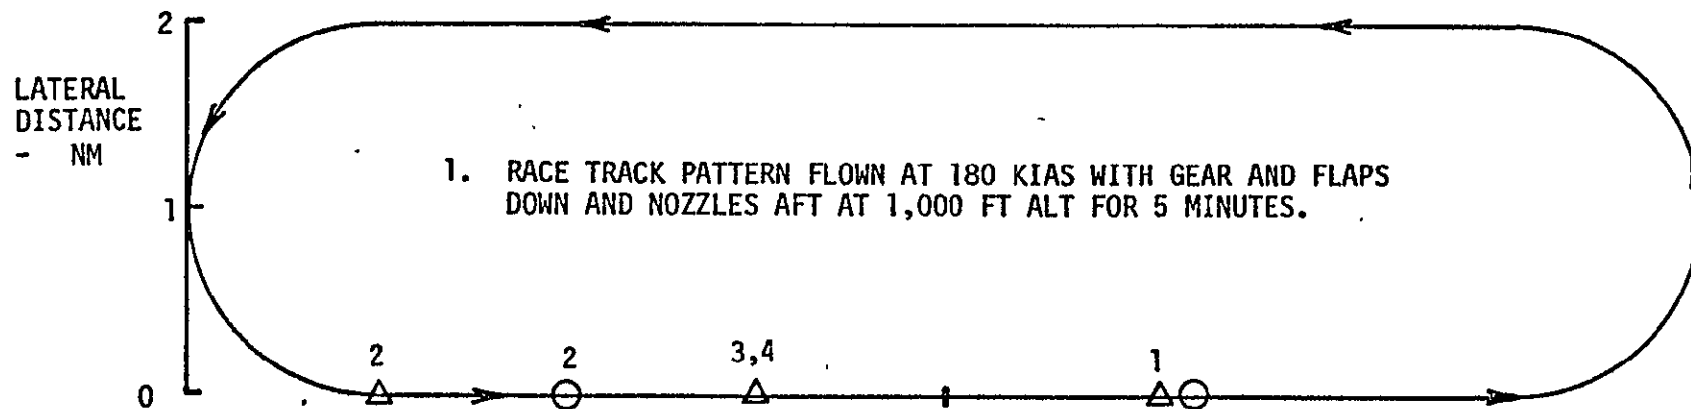 2
LATERAL
DISTANCE
- NM
1. RACE TRACK PATTERN FLOWN AT 180 KIAS WITH GEAR AND FLAPS
DOWN AND NOZZLES AFT AT 1,000 FT ALT FOR 5 MINUTES.
1
2 2 3,4 1
0